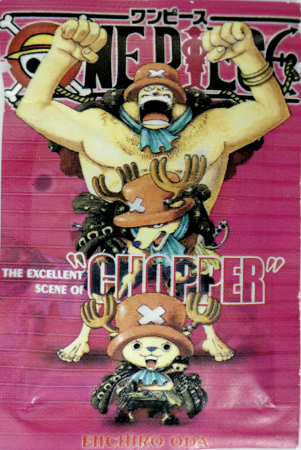 ワンピース
ONE PIECE
THE EXCELLENT
SCENE OF
"CHOPPER"
EIICHIRO ODA